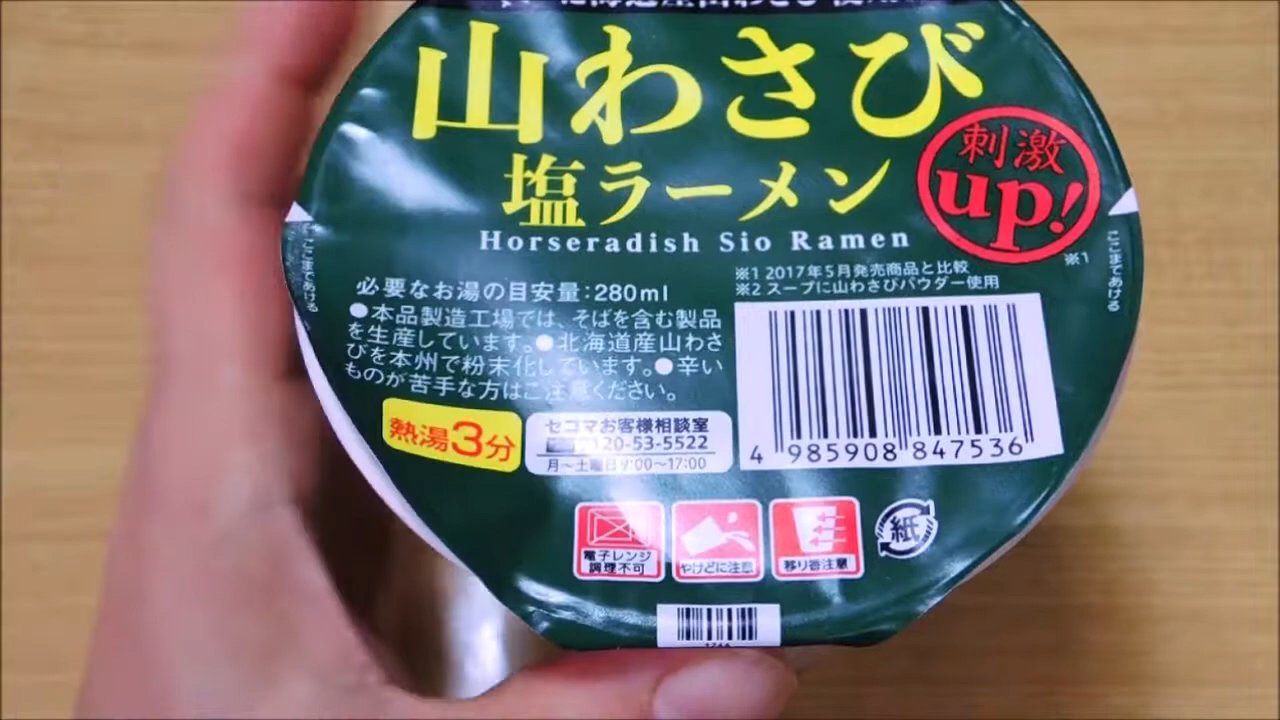 山わさび
塩ラーメン
Horseradish Sio Ramen
刺激
up!
※1
※1 2017年5月発売商品と比較
※2 スープに山わさびパウダー使用
ここまであける
ここまであける
必要なお湯の目安量:280ml
●本品製造工場では、そばを含む製品
を生産しています。●北海道産山わさ
びを本州で粉末化しています。●辛い
ものが苦手な方はご注意ください。
熱湯3分
セコマお客様相談室
120-53-5522
月~土曜日9:00~17:00
4 985908 847536
電子レンジ
調理不可
やけどに注意
移り香注意
紙